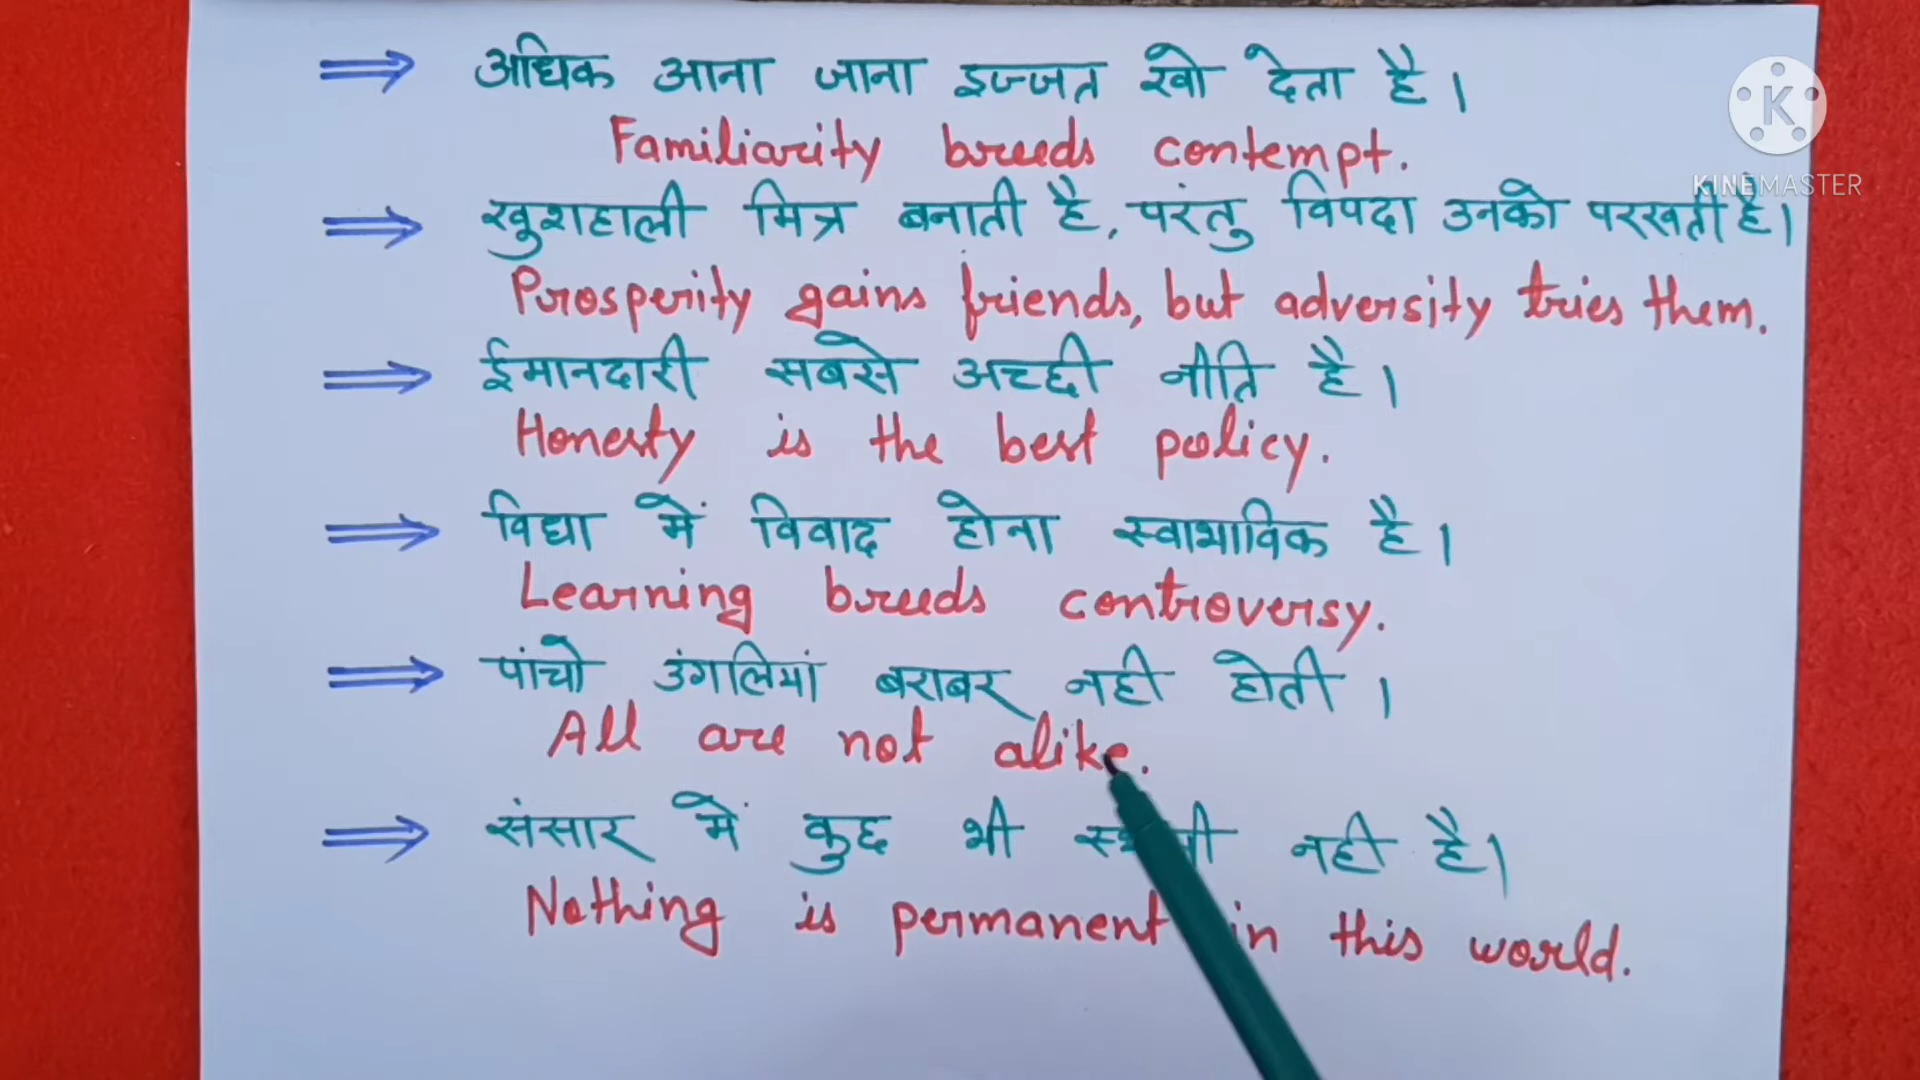 अधिक आना जाना इज्जत खो देता है।
Familiarity breeds contempt.
खुशहाली मित्र बनाती है, परंतु विपदा उनको परखती है।
Prosperity gains friends, but adversity tries them.
ईमानदारी सबसे अच्छी नीति है।
Honesty is the best policy.
विद्या में विवाद होना स्वाभाविक है।
Learning breeds controversy.
पांचो उंगलियां बराबर नही होती।
All are not alike.
संसार में कुछ भी नही है।
Nothing is permanent in this world.
K
KINEMASTER